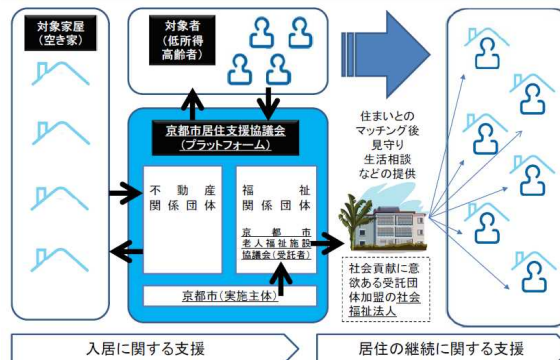 対象家屋
(空き家)
対象者
(低所得
高齢者)
京都市居住支援協議会
(プラットフォーム)
不動産
関係団体
福祉
関係団体
京都市
老人福祉施設
協議会(受託者)
京都市(実施主体)
住まいとの
マッチング後
見守り
生活相談
などの提供
社会貢献に意
欲ある受託団
体加盟の社会
福祉法人
入居に関する支援
居住の継続に関する支援